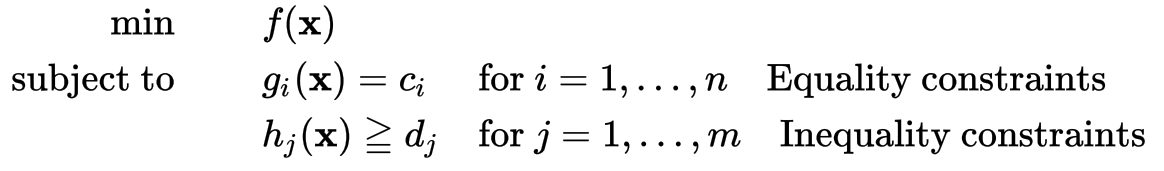 min f(x)
subject to g_i(x) = c_i for i = 1, . . . , n Equality constraints
h_j(x) ≧ d_j for j = 1, . . . , m Inequality constraints